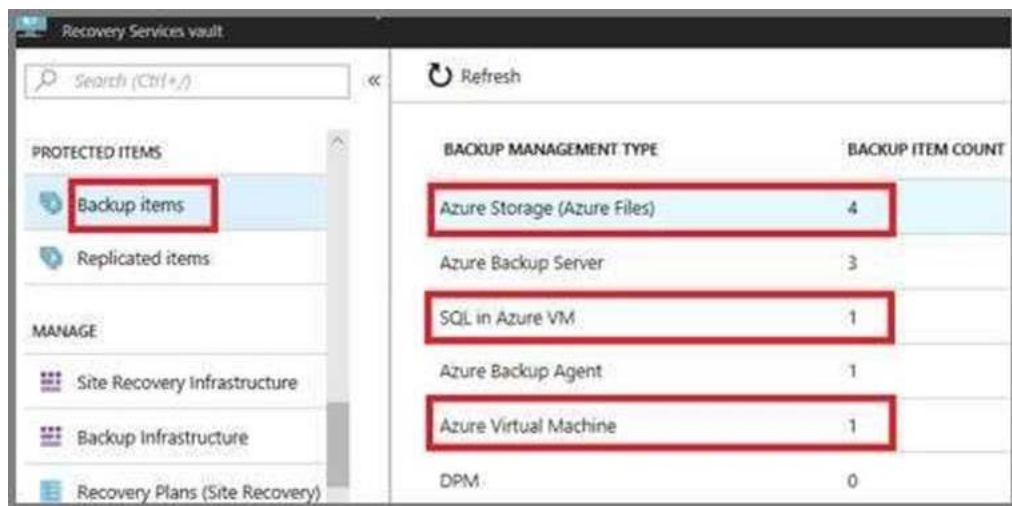 Recovery Services vault
Search (Ctrl+/)
«
Refresh
PROTECTED ITEMS
Backup items
Replicated items
MANAGE
Site Recovery Infrastructure
Backup Infrastructure
Recovery Plans (Site Recovery)
BACKUP MANAGEMENT TYPE BACKUP ITEM COUNT
Azure Storage (Azure Files) 4
Azure Backup Server 3
SQL in Azure VM 1
Azure Backup Agent 1
Azure Virtual Machine 1
DPM 0